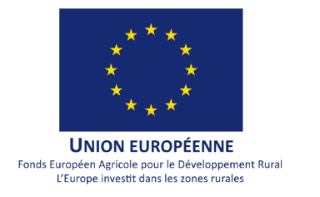 UNION EUROPÉENNE
Fonds Européen Agricole pour le Développement Rural
L'Europe investit dans les zones rurales